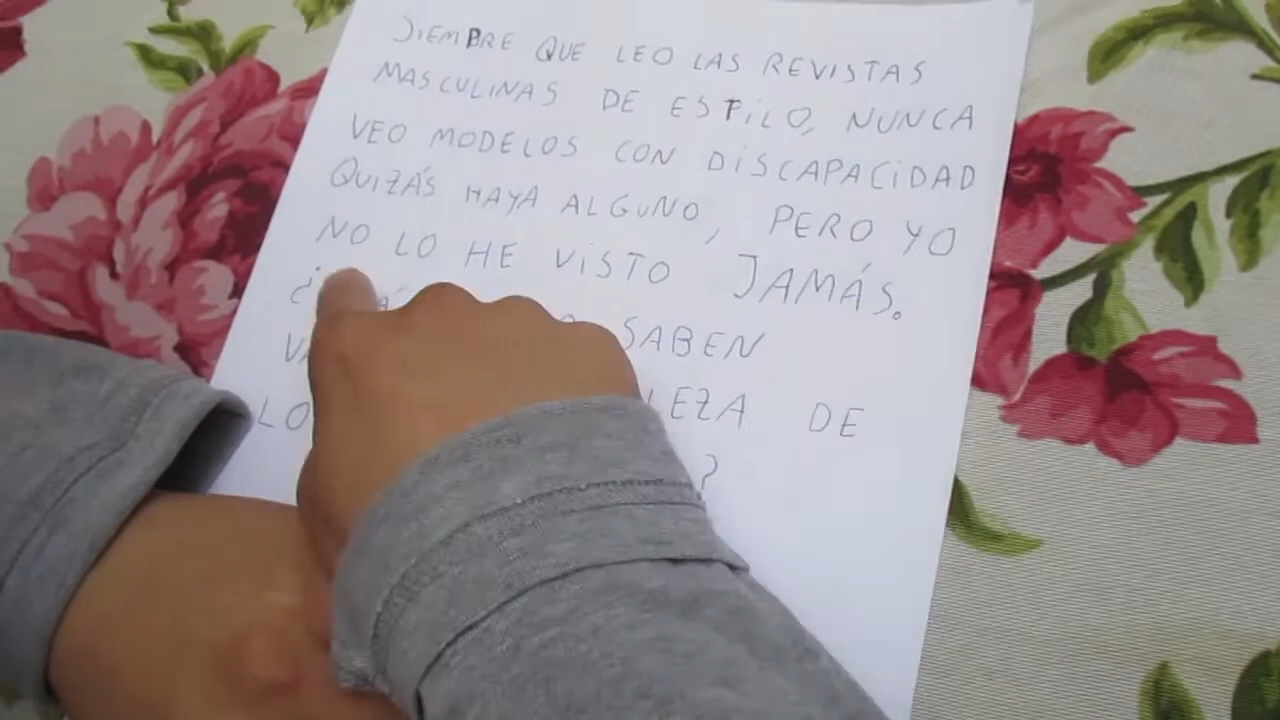 SIEMPRE QUE LEO LAS REVISTAS
MASCULINAS DE ESTILO, NUNCA
VEO MODELOS CON DISCAPACIDAD
QUIZÁS HAYA ALGUNO, PERO YO
NO LO HE VISTO JAMÁS.
¿ SABEN
DE
?